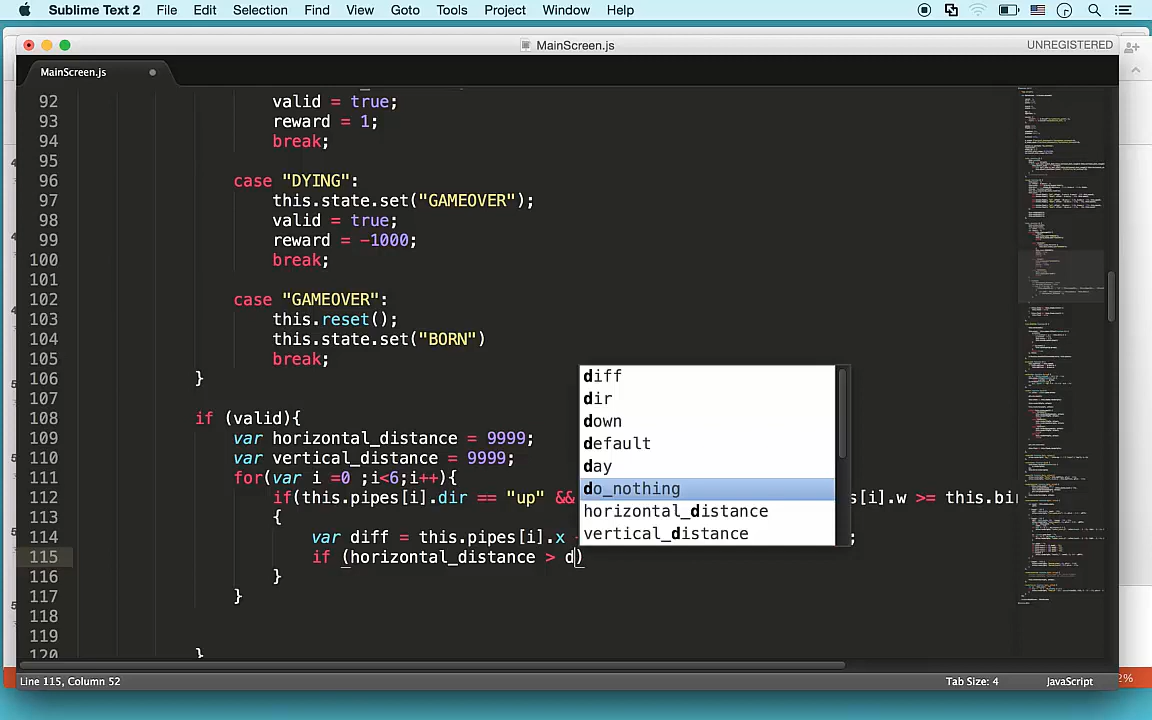 Sublime Text 2 File Edit Selection Find View Goto Tools Project Window Help
MainScreen.js UNREGISTERED
MainScreen.js
92 valid = true;
93 reward = 1;
94 break;
95
96 case "DYING":
97 this.state.set("GAMEOVER");
98 valid = true;
99 reward = -1000;
100 break;
101
102 case "GAMEOVER":
103 this.reset();
104 this.state.set("BORN")
105 break;
106 }
107
108 if (valid){
109 var horizontal_distance = 9999;
110 var vertical_distance = 9999;
111 for(var i =0 ;i<6;i++){
112 if(this.pipes[i].dir == "up" && s[i].w >= this.bir
113 {
114 var diff = this.pipes[i].x ;
115 if (horizontal_distance > d)
116 }
117 }
118
119
120 }
diff
dir
down
default
day
do_nothing
horizontal_distance
vertical_distance
Line 115, Column 52 Tab Size: 4 JavaScript
2%